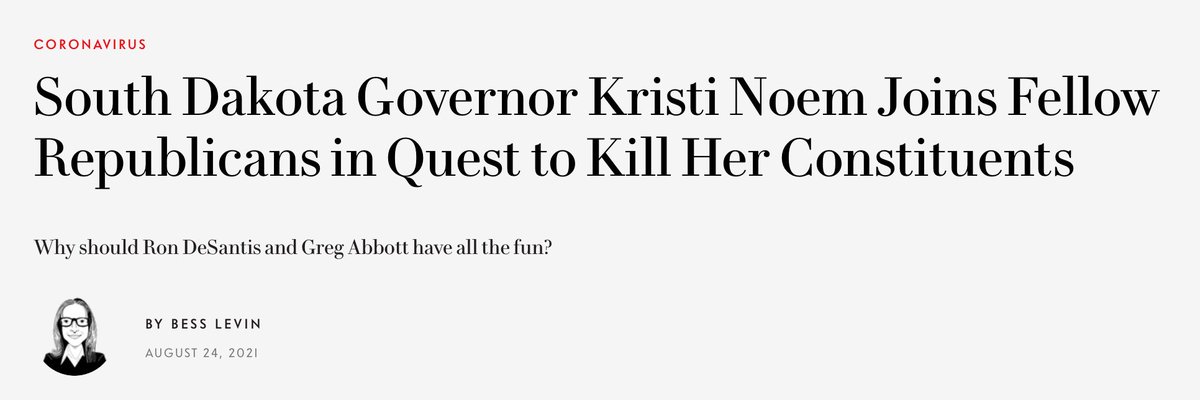 CORONAVIRUS
South Dakota Governor Kristi Noem Joins Fellow
Republicans in Quest to Kill Her Constituents
Why should Ron DeSantis and Greg Abbott have all the fun?
BY BESS LEVIN
AUGUST 24, 2021